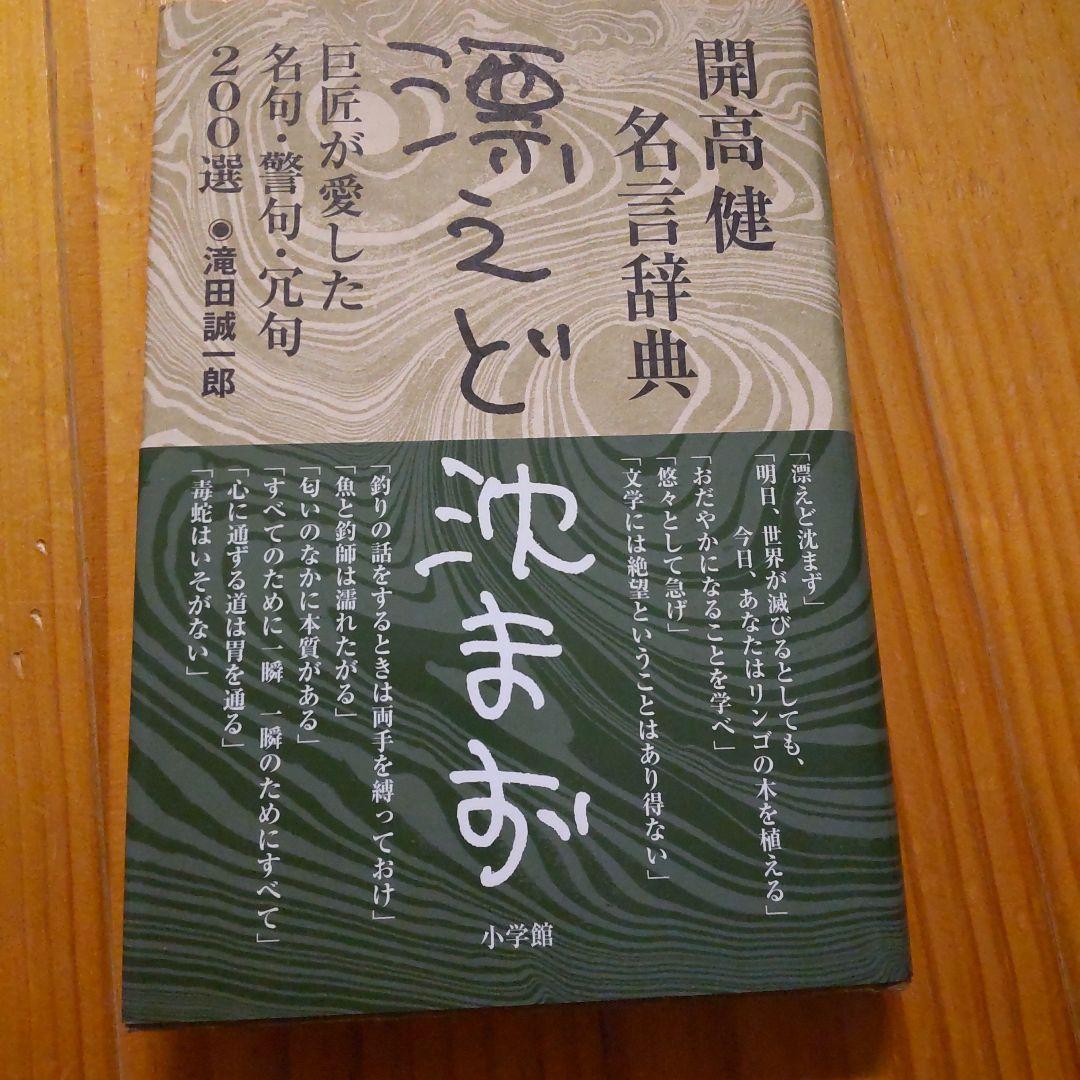 開高健
名言辞典
漂えど
沈まず
巨匠が愛した
名句・警句・冗句
200選 ◉滝田誠一郎
「漂えど沈まず」
「明日、世界が滅びるとしても、
今日、あなたはリンゴの木を植える」
「おだやかになることを学べ」
「悠々として急げ」
「文学には絶望ということはあり得ない」
「釣りの話をするときは両手を縛っておけ」
「魚と釣師は濡れたがる」
「匂いのなかに本質がある」
「すべてのために一瞬 一瞬のためにすべて」
「心に通ずる道は胃を通る」
「毒蛇はいそがない」
小学館